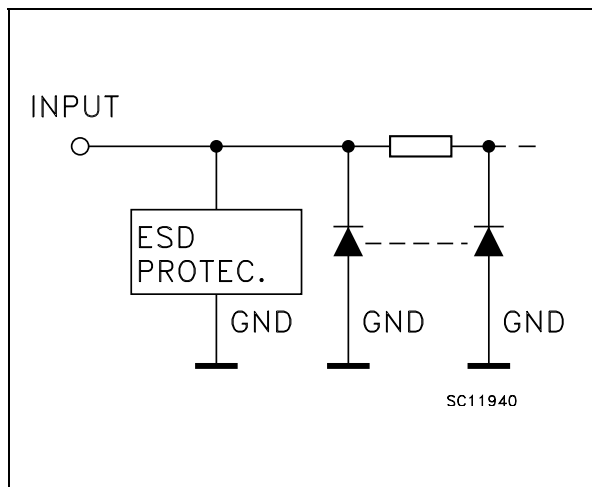 INPUT
ESD
PROTEC.
GND
GND
GND
SC11940